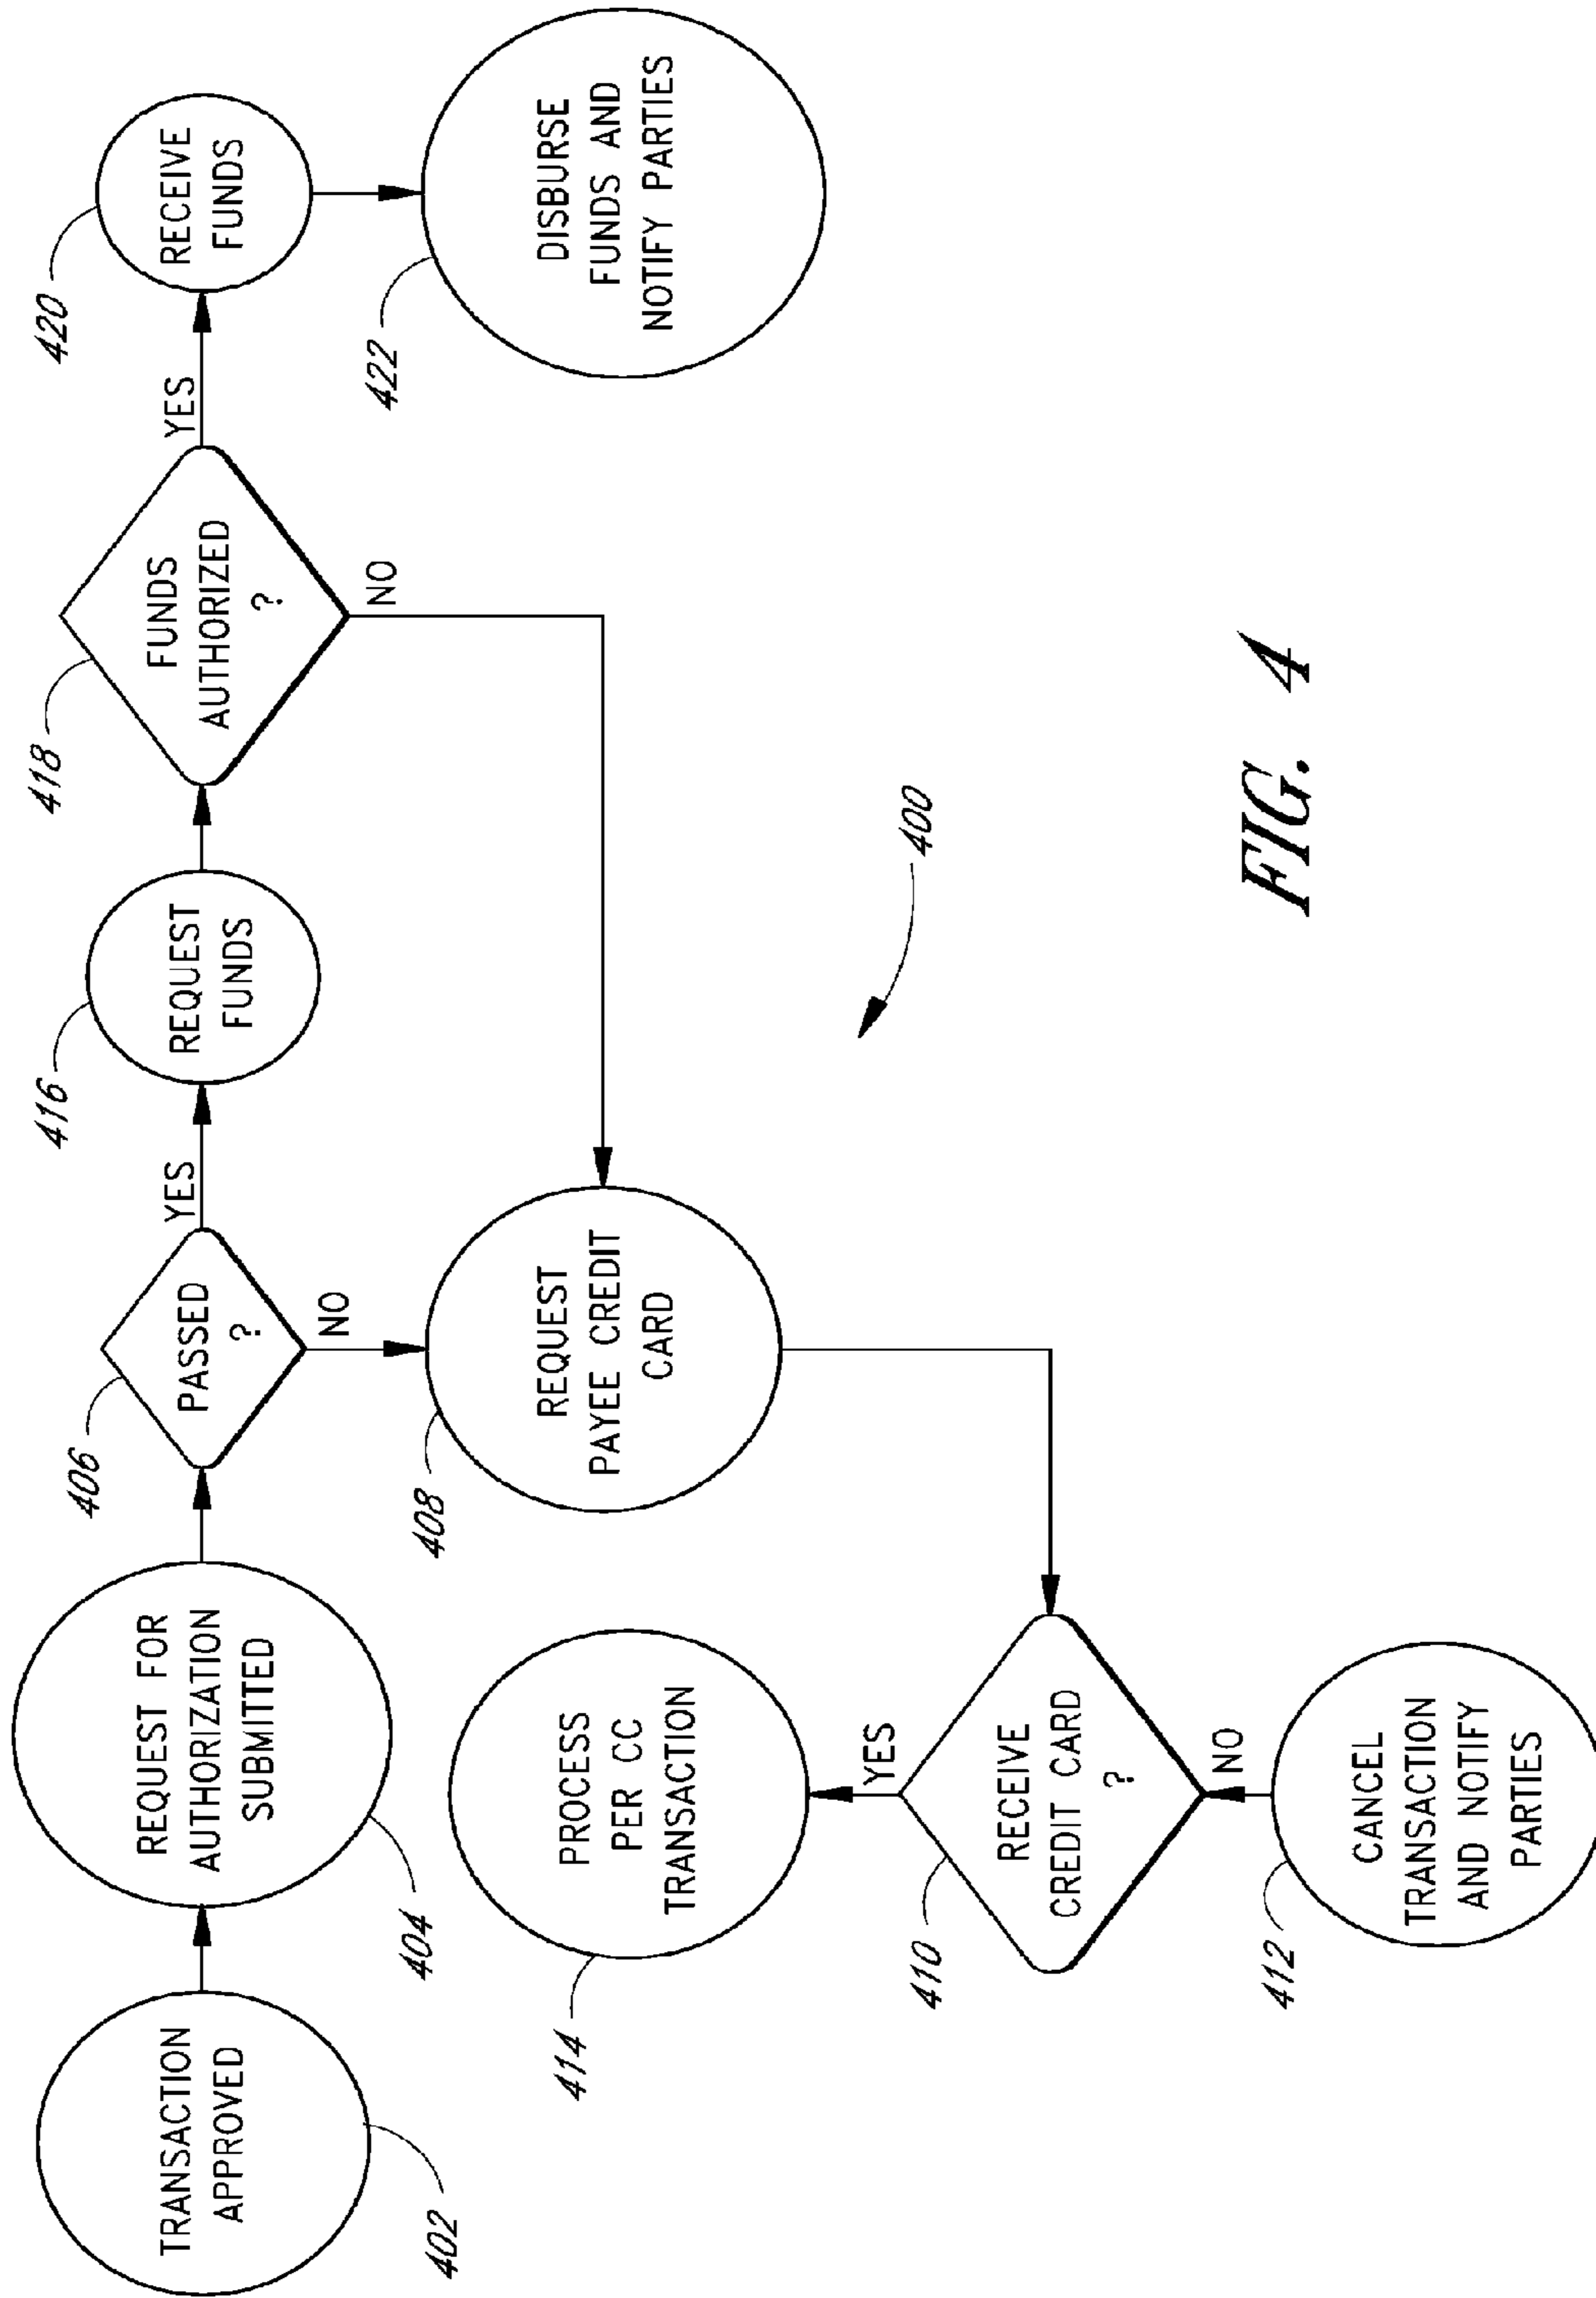 402
TRANSACTION
APPROVED
404
REQUEST FOR
AUTHORIZATION
SUBMITTED
406
PASSED
?
YES
NO
416
REQUEST
FUNDS
418
FUNDS
AUTHORIZED
?
YES
NO
420
RECEIVE
FUNDS
422
DISBURSE
FUNDS AND
NOTIFY PARTIES
408
REQUEST
PAYEE CREDIT
CARD
414
PROCESS
PER CC
TRANSACTION
YES
410
RECEIVE
CREDIT CARD
?
NO
412
CANCEL
TRANSACTION
AND NOTIFY
PARTIES
400
FIG. 4